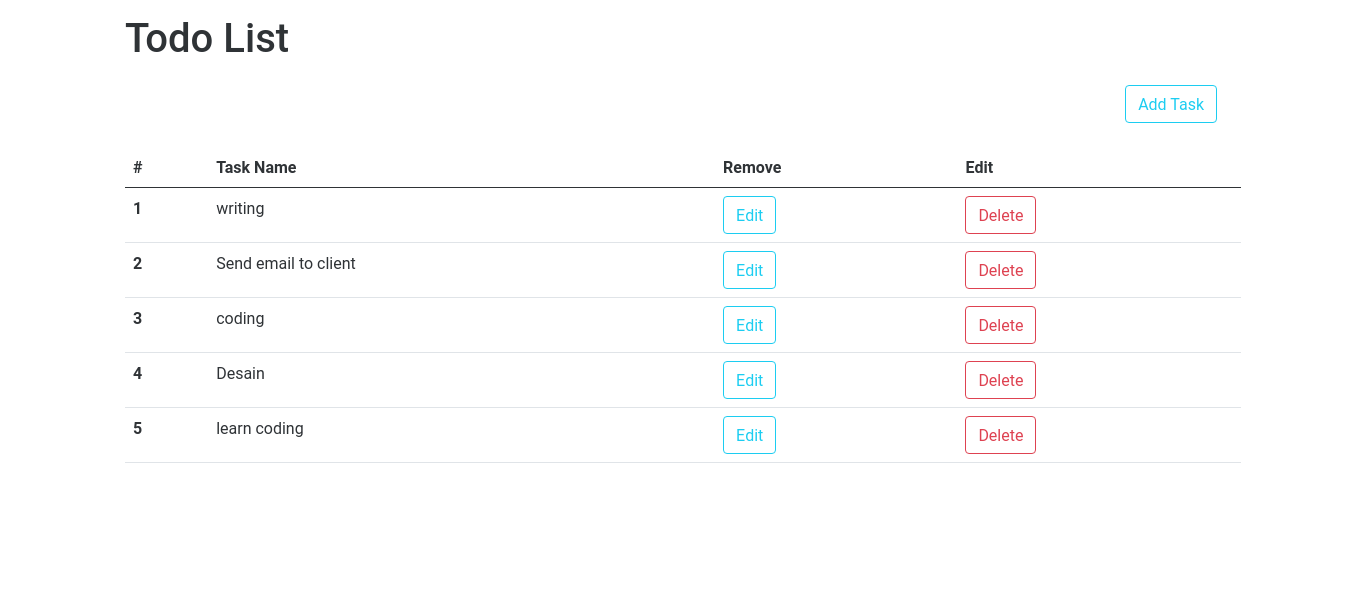 Todo List
Add Task
# Task Name Remove Edit
1 writing Edit Delete
2 Send email to client Edit Delete
3 coding Edit Delete
4 Desain Edit Delete
5 learn coding Edit Delete